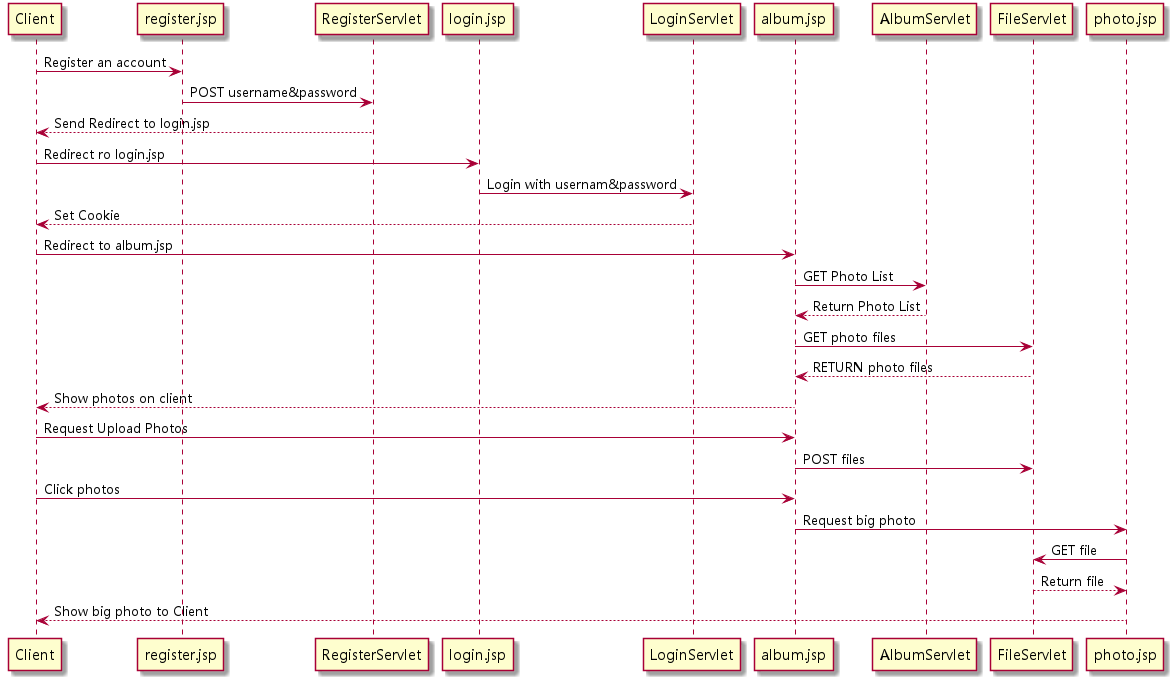 Client register.jsp RegisterServlet login.jsp LoginServlet album.jsp AlbumServlet FileServlet photo.jsp
Register an account
POST username&password
Send Redirect to login.jsp
Redirect ro login.jsp
Login with usernam&password
Set Cookie
Redirect to album.jsp
GET Photo List
Return Photo List
GET photo files
RETURN photo files
Show photos on client
Request Upload Photos
POST files
Click photos
Request big photo
GET file
Return file
Show big photo to Client
Client register.jsp RegisterServlet login.jsp LoginServlet album.jsp AlbumServlet FileServlet photo.jsp